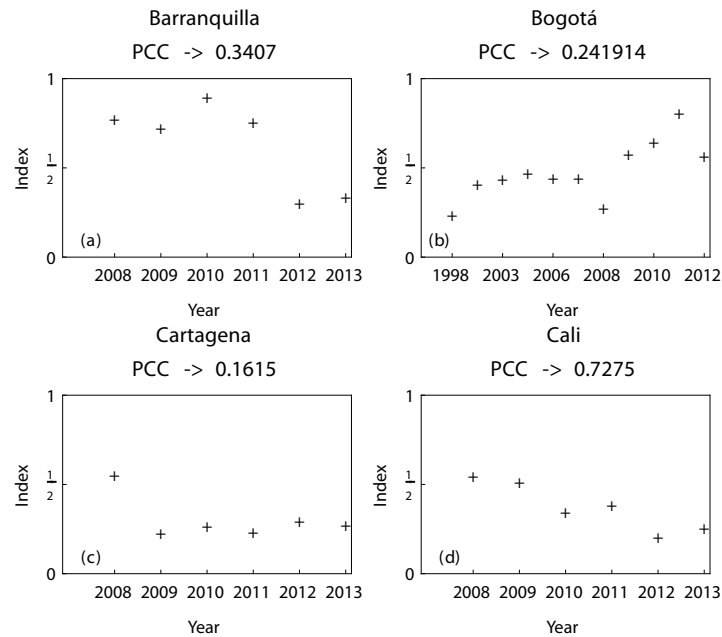 Barranquilla
PCC -> 0.3407
1
1/2
0
Index
(a)
2008 2009 2010 2011 2012 2013
Year
Bogotá
PCC -> 0.241914
1
1/2
0
Index
(b)
1998 2003 2006 2008 2010 2012
Year
Cartagena
PCC -> 0.1615
1
1/2
0
Index
(c)
2008 2009 2010 2011 2012 2013
Year
Cali
PCC -> 0.7275
1
1/2
0
Index
(d)
2008 2009 2010 2011 2012 2013
Year